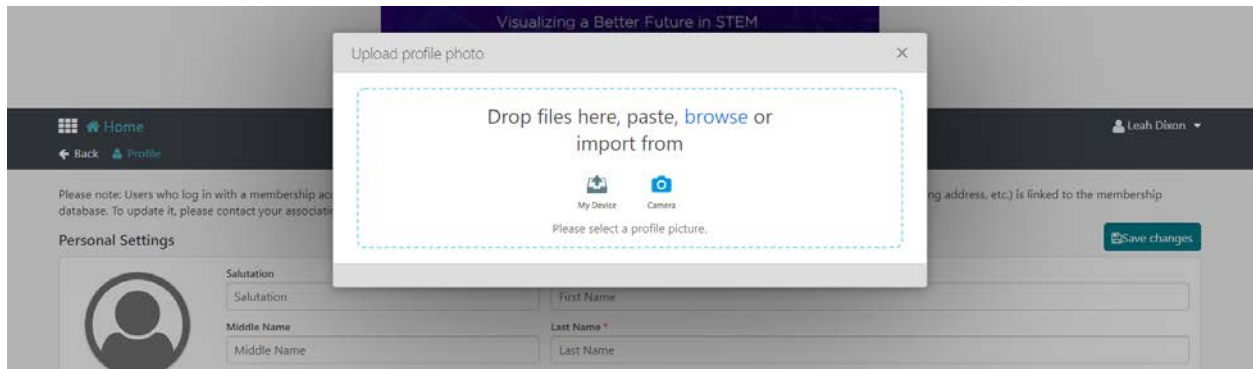 Visualizing a Better Future in STEM
Upload profile photo
Drop files here, paste, browse or
import from
My Device Camera
Please select a profile picture.
Home
Leah Dixon
Back Profile
Please note: Users who log in with a membership
ng address, etc.) is linked to the membership
database. To update it, please contact your
Personal Settings
Save changes
Salutation
Salutation First Name
Middle Name Last Name *
Middle Name Last Name